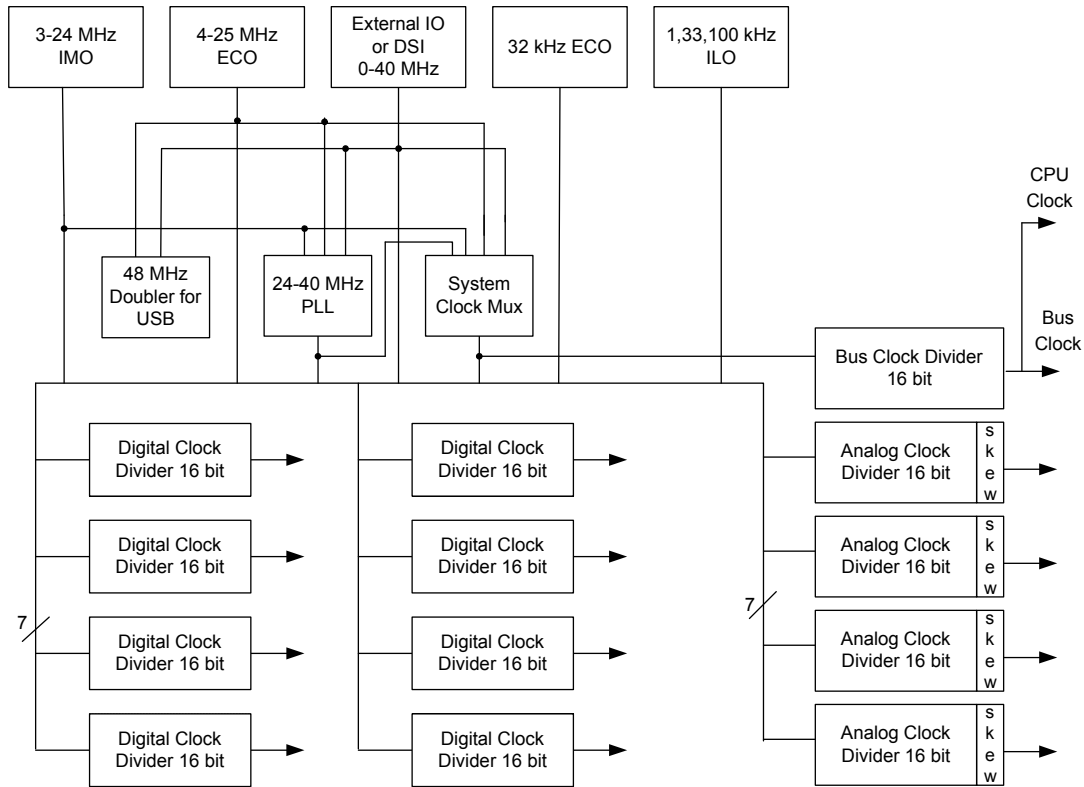 3-24 MHz
IMO
4-25 MHz
ECO
External IO
or DSI
0-40 MHz
32 kHz ECO
1,33,100 kHz
ILO
CPU
Clock
48 MHz
Doubler for
USB
24-40 MHz
PLL
System
Clock Mux
Bus
Clock
Bus Clock Divider
16 bit
Digital Clock
Divider 16 bit
Digital Clock
Divider 16 bit
Analog Clock
Divider 16 bit
s
k
e
w
Digital Clock
Divider 16 bit
Digital Clock
Divider 16 bit
Analog Clock
Divider 16 bit
s
k
e
w
7
7
Digital Clock
Divider 16 bit
Digital Clock
Divider 16 bit
Analog Clock
Divider 16 bit
s
k
e
w
Digital Clock
Divider 16 bit
Digital Clock
Divider 16 bit
Analog Clock
Divider 16 bit
s
k
e
w